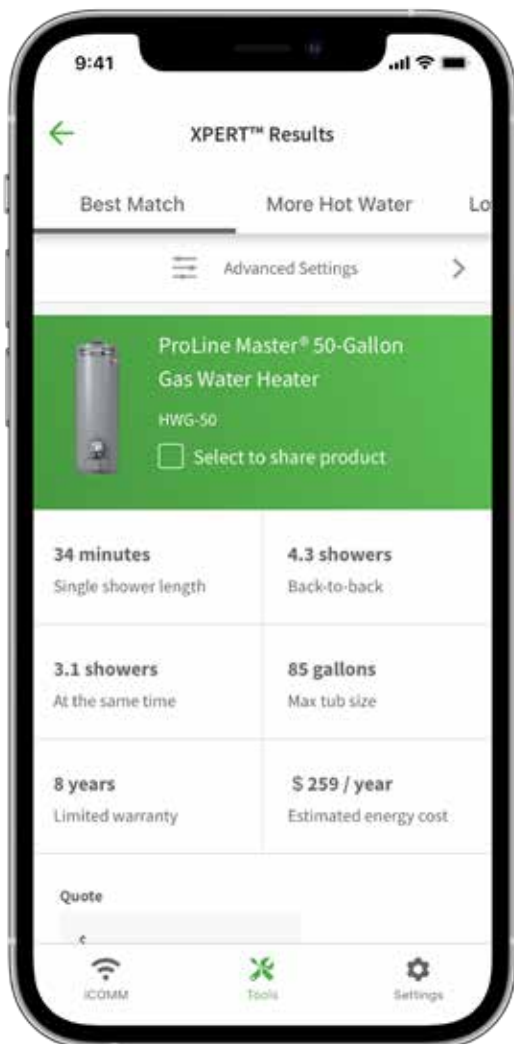 9:41
XPERT™ Results
Best Match More Hot Water Lo
Advanced Settings
ProLine Master® 50-Gallon
Gas Water Heater
HWG-50
Select to share product
34 minutes 4.3 showers
Single shower length Back-to-back
3.1 showers 85 gallons
At the same time Max tub size
8 years $ 259 / year
Limited warranty Estimated energy cost
Quote
iCOMM Tools Settings